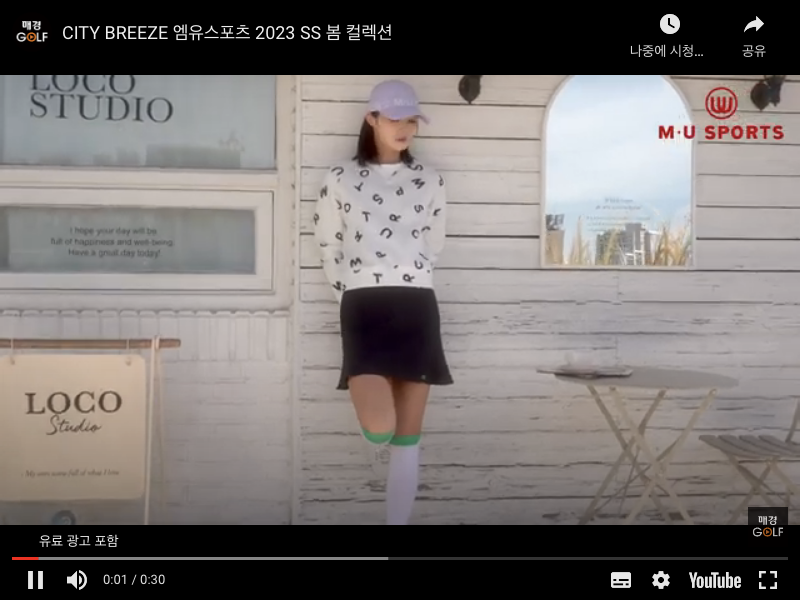 매경
GOLF
CITY BREEZE 엠유스포츠 2023 SS 봄 컬렉션
나중에 시청...
공유
LOCO
STUDIO
M·U SPORTS
I hope your day will be
full of happiness and well-being.
Have a great day today!
LOCO
Studio
매경
GOLF
유료 광고 포함
0:01 / 0:30
YouTube